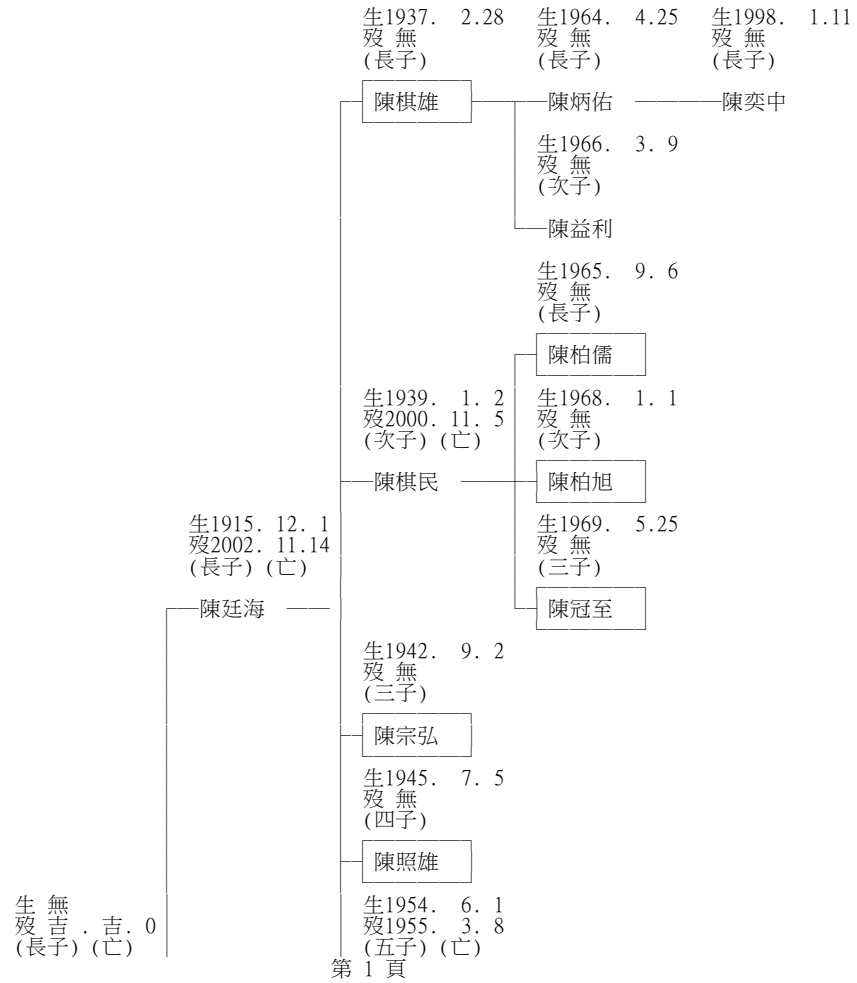 生1937. 2.28 生1964. 4.25 生1998. 1.11
歿 無 歿 無 歿 無
(長子) (長子) (長子)
陳棋雄 陳炳佑 陳奕中
生1966. 3. 9
歿 無
(次子)
陳益利
生1965. 9. 6
歿 無
(長子)
陳柏儒
生1939. 1. 2 生1968. 1. 1
歿2000. 11. 5 歿 無
(次子)(亡) (次子)
陳棋民 陳柏旭
生1915. 12. 1 生1969. 5.25
歿2002. 11.14 歿 無
(長子)(亡) (三子)
陳廷海 陳冠至
生1942. 9. 2
歿 無
(三子)
陳宗弘
生1945. 7. 5
歿 無
(四子)
陳照雄
生 無 生1954. 6. 1
歿 吉 . 吉. 0 歿1955. 3. 8
(長子)(亡) (五子)(亡)
第 1 頁